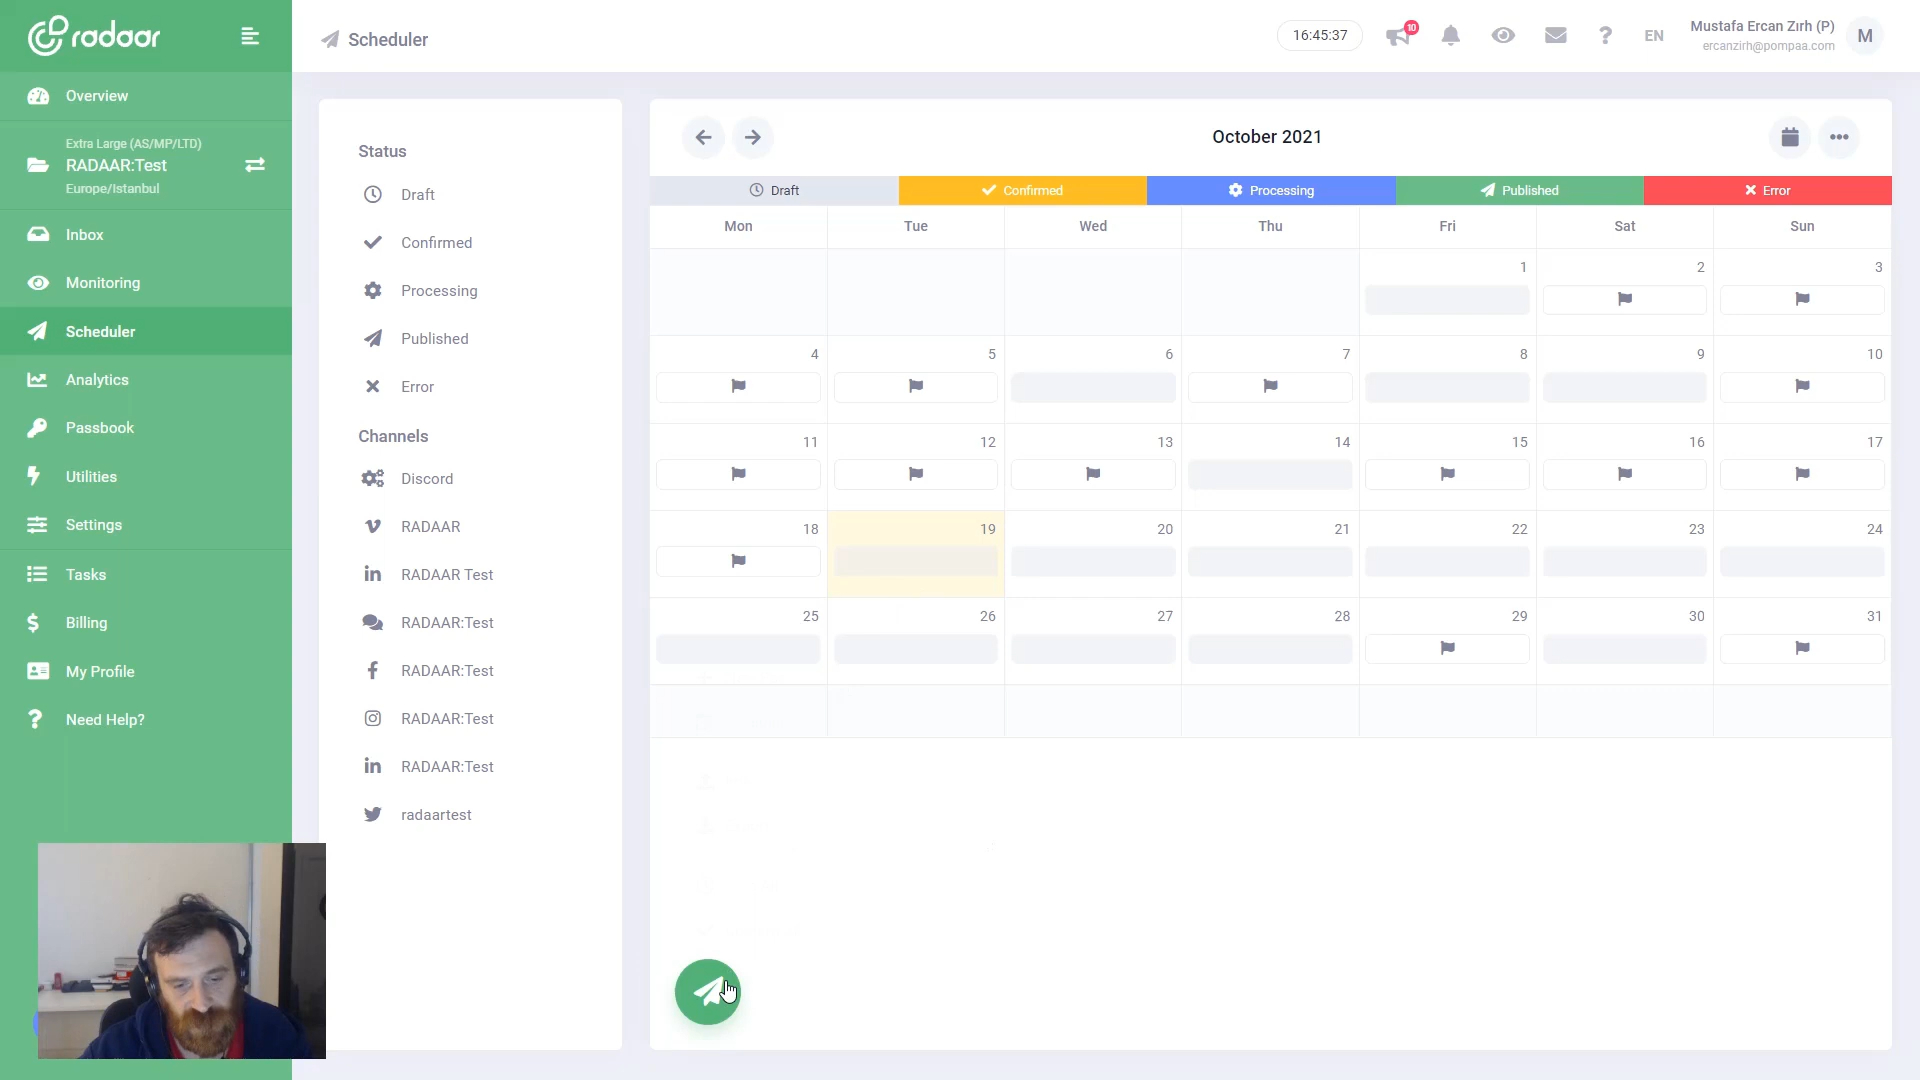 radaar
Scheduler
16:45:37
10
EN
Mustafa Ercan Zırh (P)
ercanzirh@pompaa.com
M
Overview
Extra Large (AS/MP/LTD)
RADAAR:Test
Europe/Istanbul
Inbox
Monitoring
Scheduler
Analytics
Passbook
Utilities
Settings
Tasks
Billing
My Profile
Need Help?
Status
Draft
Confirmed
Processing
Published
Error
Channels
Discord
RADAAR
RADAAR Test
RADAAR:Test
RADAAR:Test
RADAAR:Test
RADAAR:Test
radaartest
October 2021
Draft Confirmed Processing Published Error
Mon Tue Wed Thu Fri Sat Sun
1 2 3
4 5 6 7 8 9 10
11 12 13 14 15 16 17
18 19 20 21 22 23 24
25 26 27 28 29 30 31